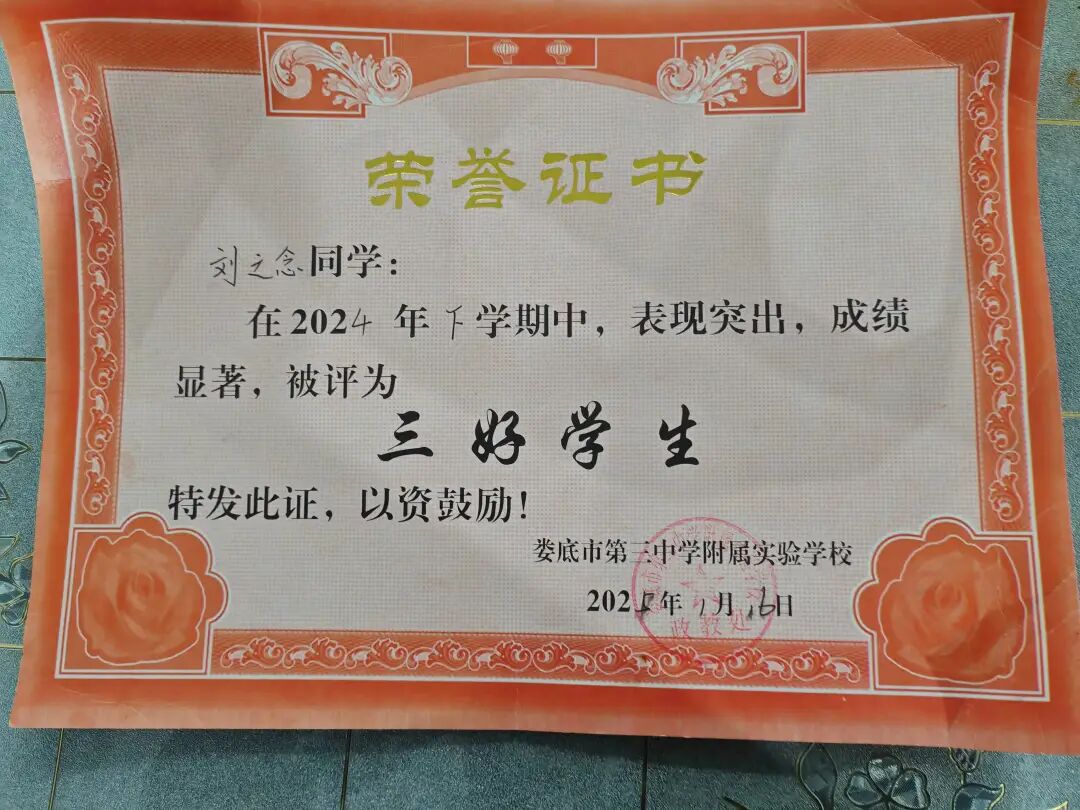 荣誉证书
刘之念同学：
在2024年下学期中，表现突出，成绩
显著，被评为
三好学生
特发此证，以资鼓励！
娄底市第三中学附属实验学校
2025年1月16日
政教处